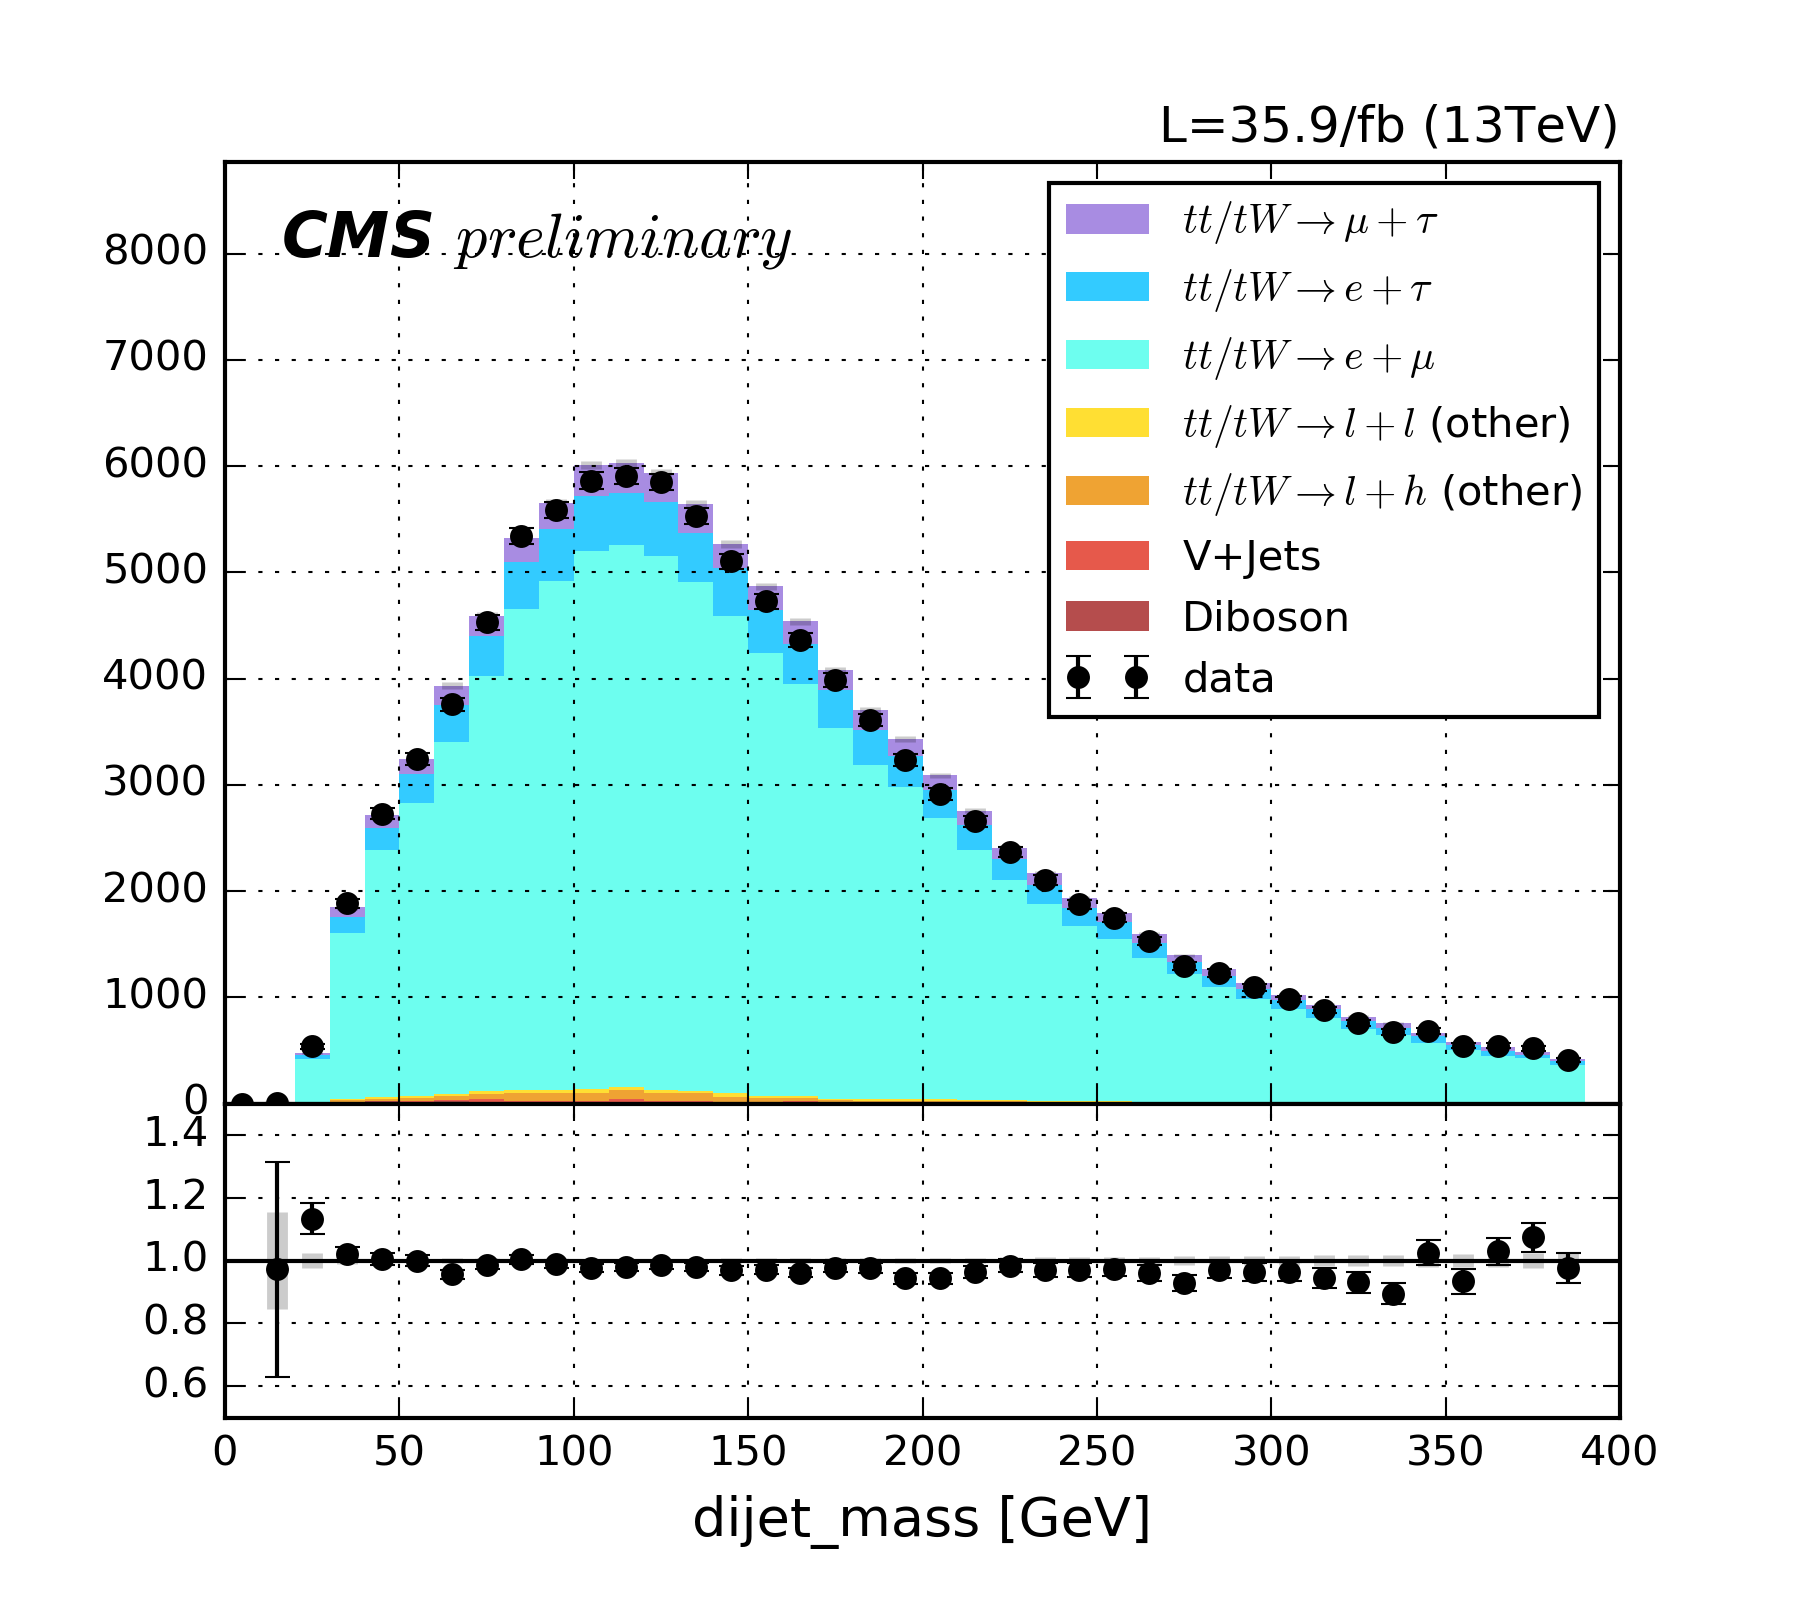 L=35.9/fb (13TeV)
CMS preliminary
tt/tW → μ + τ
tt/tW → e + τ
tt/tW → e + μ
tt/tW → l + l (other)
tt/tW → l + h (other)
V+Jets
Diboson
data
8000
7000
6000
5000
4000
3000
2000
1000
0
1.4
1.2
1.0
0.8
0.6
0 50 100 150 200 250 300 350 400
dijet_mass [GeV]